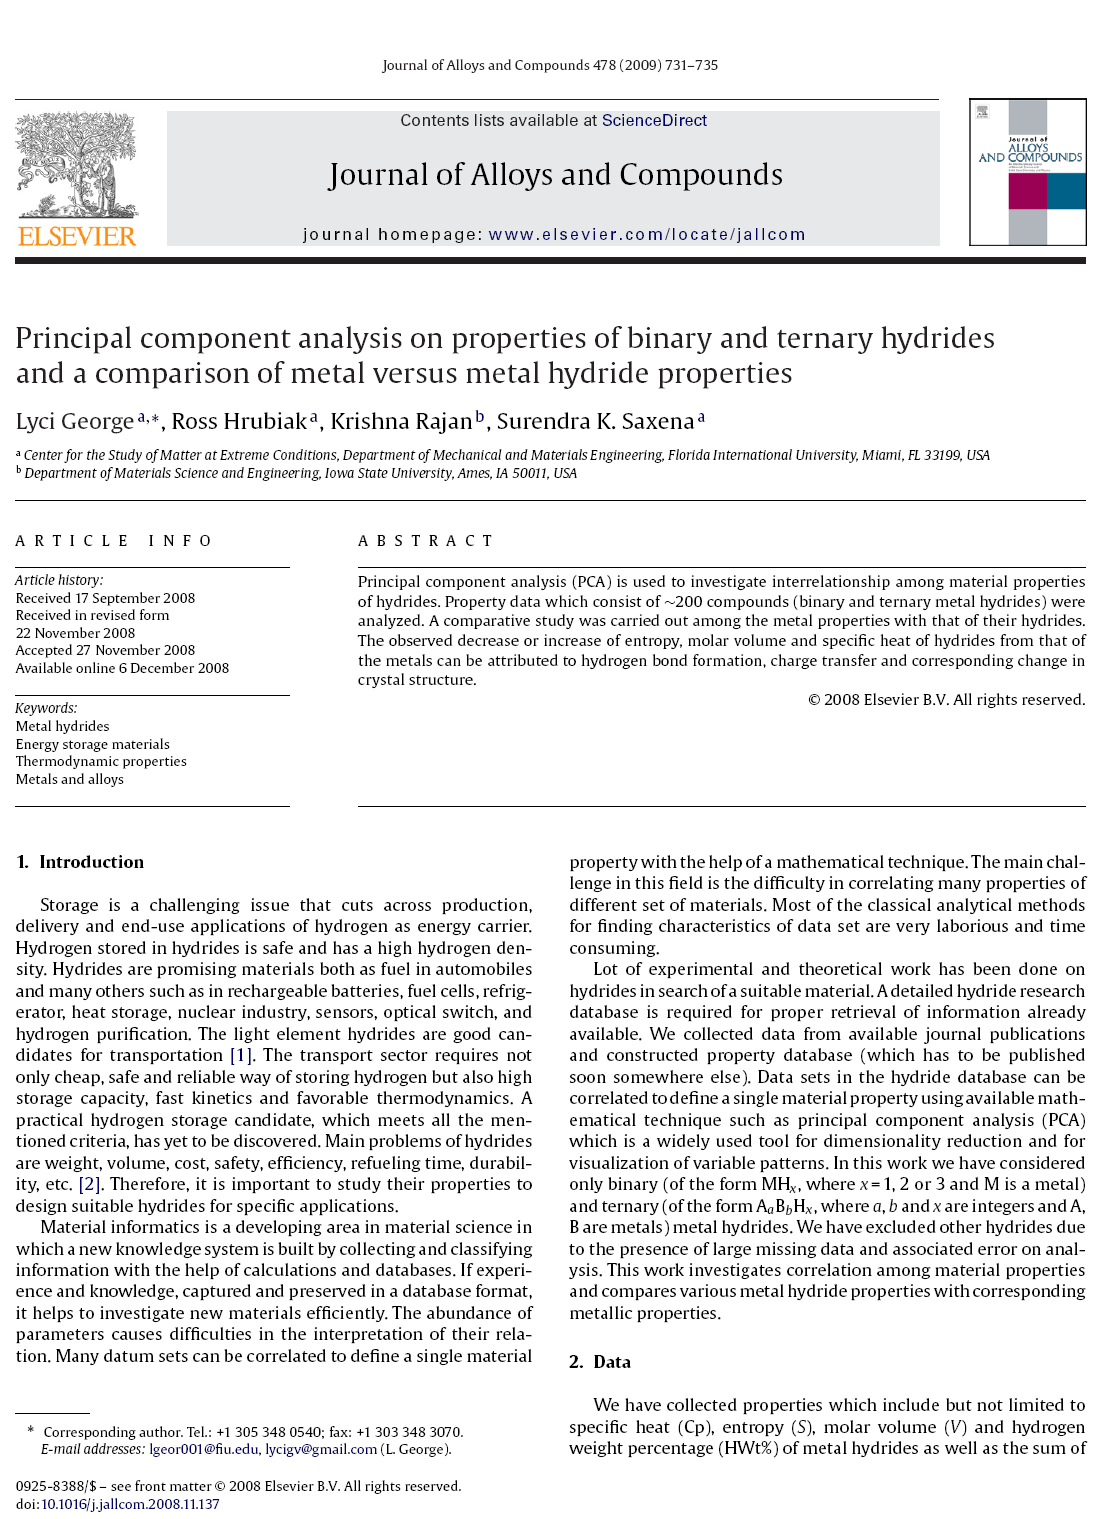 Journal of Alloys and Compounds 478 (2009) 731–735
Contents lists available at ScienceDirect
Journal of Alloys and Compounds
journal homepage: www.elsevier.com/locate/jallcom
ELSEVIER
Journal of
ALLOYS
AND COMPOUNDS
Principal component analysis on properties of binary and ternary hydrides
and a comparison of metal versus metal hydride properties
Lyci George a,*, Ross Hrubiak a, Krishna Rajan b, Surendra K. Saxena a
a Center for the Study of Matter at Extreme Conditions, Department of Mechanical and Materials Engineering, Florida International University, Miami, FL 33199, USA
b Department of Materials Science and Engineering, Iowa State University, Ames, IA 50011, USA
ARTICLE INFO
Article history:
Received 17 September 2008
Received in revised form
22 November 2008
Accepted 27 November 2008
Available online 6 December 2008
Keywords:
Metal hydrides
Energy storage materials
Thermodynamic properties
Metals and alloys
ABSTRACT
Principal component analysis (PCA) is used to investigate interrelationship among material properties
of hydrides. Property data which consist of ~200 compounds (binary and ternary metal hydrides) were
analyzed. A comparative study was carried out among the metal properties with that of their hydrides.
The observed decrease or increase of entropy, molar volume and specific heat of hydrides from that of
the metals can be attributed to hydrogen bond formation, charge transfer and corresponding change in
crystal structure.
© 2008 Elsevier B.V. All rights reserved.
1. Introduction
Storage is a challenging issue that cuts across production,
delivery and end-use applications of hydrogen as energy carrier.
Hydrogen stored in hydrides is safe and has a high hydrogen den-
sity. Hydrides are promising materials both as fuel in automobiles
and many others such as in rechargeable batteries, fuel cells, refrig-
erator, heat storage, nuclear industry, sensors, optical switch, and
hydrogen purification. The light element hydrides are good can-
didates for transportation [1]. The transport sector requires not
only cheap, safe and reliable way of storing hydrogen but also high
storage capacity, fast kinetics and favorable thermodynamics. A
practical hydrogen storage candidate, which meets all the men-
tioned criteria, has yet to be discovered. Main problems of hydrides
are weight, volume, cost, safety, efficiency, refueling time, durabil-
ity, etc. [2]. Therefore, it is important to study their properties to
design suitable hydrides for specific applications.
Material informatics is a developing area in material science in
which a new knowledge system is built by collecting and classifying
information with the help of calculations and databases. If experi-
ence and knowledge, captured and preserved in a database format,
it helps to investigate new materials efficiently. The abundance of
parameters causes difficulties in the interpretation of their rela-
tion. Many datum sets can be correlated to define a single material
property with the help of a mathematical technique. The main chal-
lenge in this field is the difficulty in correlating many properties of
different set of materials. Most of the classical analytical methods
for finding characteristics of data set are very laborious and time
consuming.
Lot of experimental and theoretical work has been done on
hydrides in search of a suitable material. A detailed hydride research
database is required for proper retrieval of information already
available. We collected data from available journal publications
and constructed property database (which has to be published
soon somewhere else). Data sets in the hydride database can be
correlated to define a single material property using available math-
ematical technique such as principal component analysis (PCA)
which is a widely used tool for dimensionality reduction and for
visualization of variable patterns. In this work we have considered
only binary (of the form MHx, where x = 1, 2 or 3 and M is a metal)
and ternary (of the form AaBbHx, where a, b and x are integers and A,
B are metals) metal hydrides. We have excluded other hydrides due
to the presence of large missing data and associated error on anal-
ysis. This work investigates correlation among material properties
and compares various metal hydride properties with corresponding
metallic properties.
2. Data
We have collected properties which include but not limited to
specific heat (Cp), entropy (S), molar volume (V) and hydrogen
weight percentage (HWt%) of metal hydrides as well as the sum of
* Corresponding author. Tel.: +1 305 348 0540; fax: +1 303 348 3070.
E-mail addresses: lgeor001@fiu.edu, lycigv@gmail.com (L. George).
0925-8388/$ – see front matter © 2008 Elsevier B.V. All rights reserved.
doi:10.1016/j.jallcom.2008.11.137